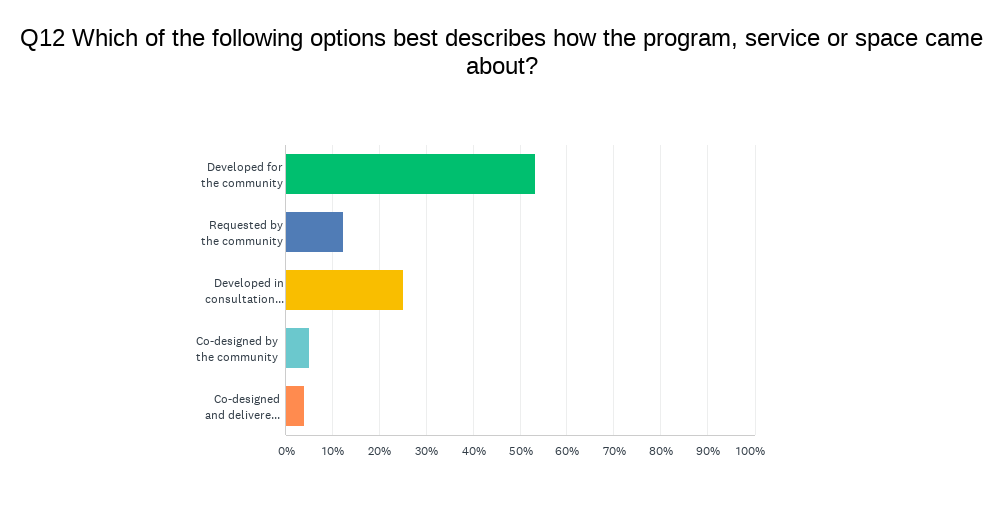 Q12 Which of the following options best describes how the program, service or space came
about?
Developed for
the community
Requested by
the community
Developed in
consultation...
Co-designed by
the community
Co-designed
and delivere...
0% 10% 20% 30% 40% 50% 60% 70% 80% 90% 100%